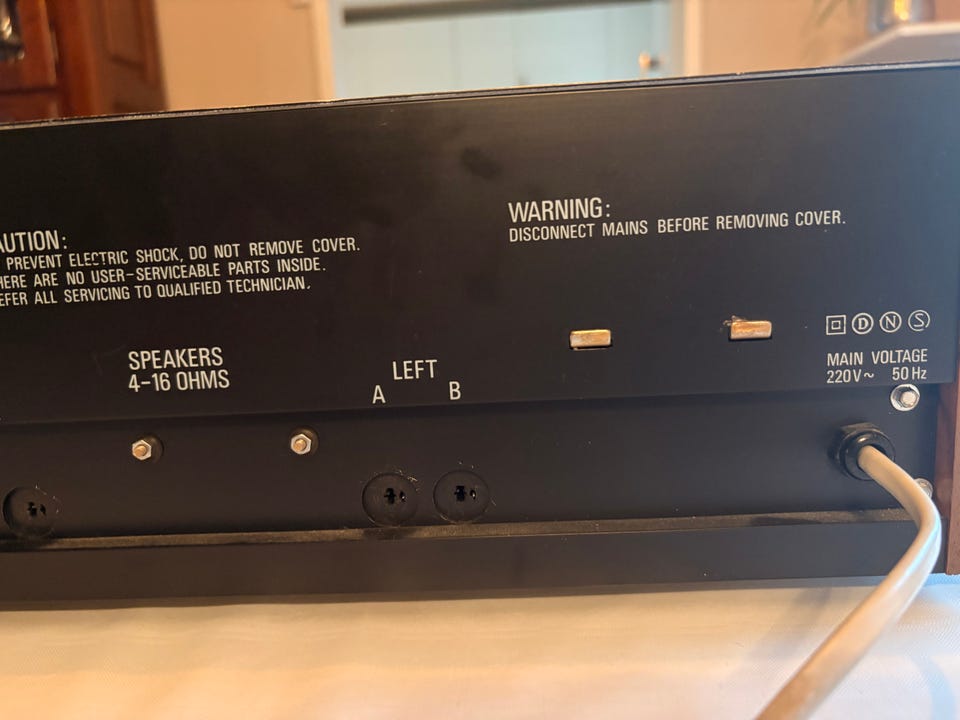 AUTION:
PREVENT ELECTRIC SHOCK, DO NOT REMOVE COVER.
HERE ARE NO USER-SERVICEABLE PARTS INSIDE.
EFER ALL SERVICING TO QUALIFIED TECHNICIAN.
WARNING:
DISCONNECT MAINS BEFORE REMOVING COVER.
SPEAKERS
4-16 OHMS
LEFT
A B
D N S
MAIN VOLTAGE
220V~ 50Hz